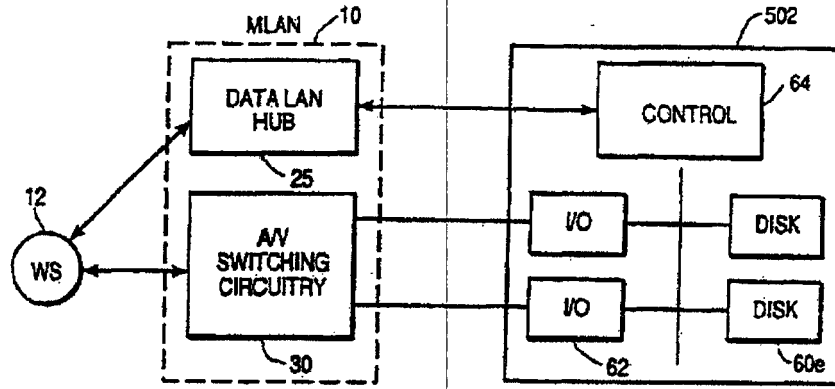 MLAN
10
502
DATA LAN
HUB
25
CONTROL
64
12
WS
A/V
SWITCHING
CIRCUITRY
30
I/O
DISK
I/O
DISK
62
60e